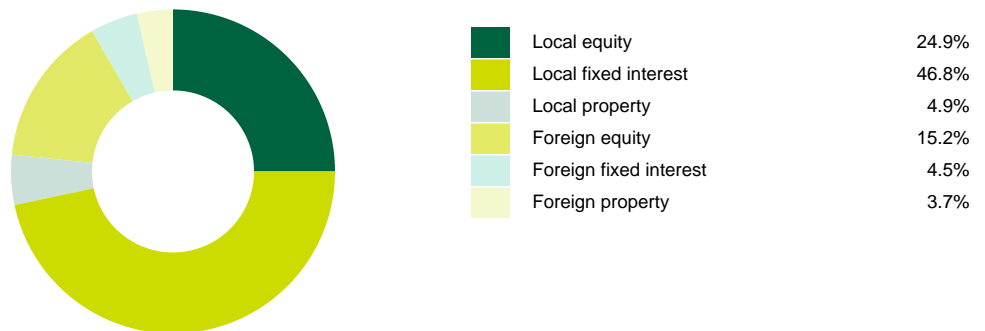 Local equity 24.9%
Local fixed interest 46.8%
Local property 4.9%
Foreign equity 15.2%
Foreign fixed interest 4.5%
Foreign property 3.7%